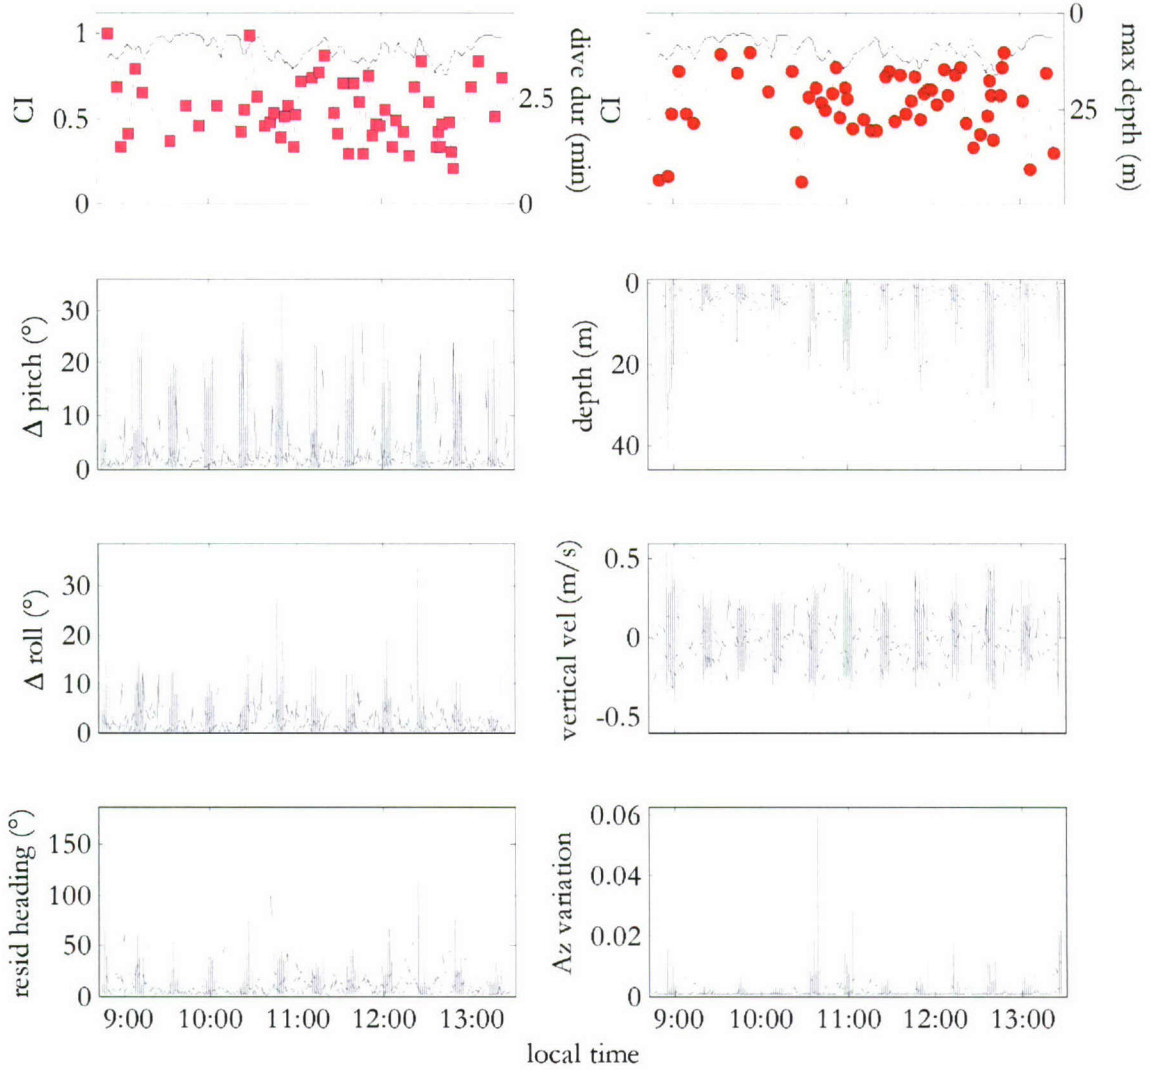 1
0.5
0
CI
2.5
0
dive dur (min)
CI
0
25
max depth (m)
30
20
10
0
Δ pitch (°)
0
20
40
depth (m)
30
20
10
0
Δ roll (°)
0.5
0
-0.5
vertical vel (m/s)
150
100
50
0
resid heading (°)
9:00 10:00 11:00 12:00 13:00
0.06
0.04
0.02
0
Az variation
9:00 10:00 11:00 12:00 13:00
local time